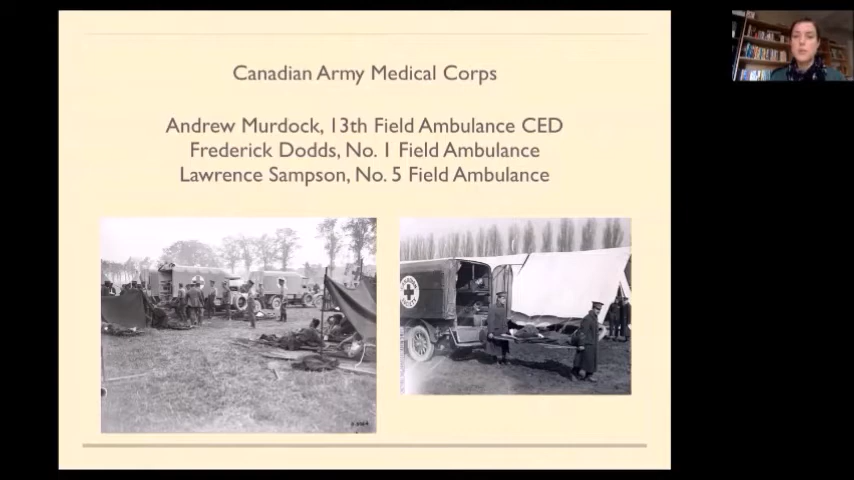 Canadian Army Medical Corps
Andrew Murdock, 13th Field Ambulance CED
Frederick Dodds, No. 1 Field Ambulance
Lawrence Sampson, No. 5 Field Ambulance